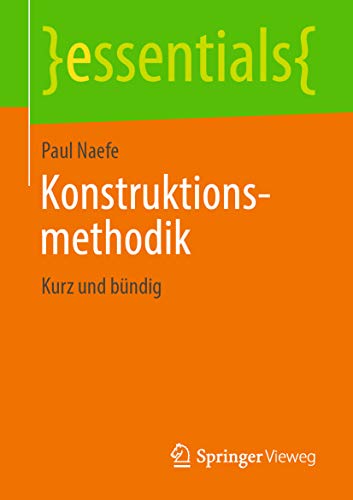 }essentials{
Paul Naefe
Konstruktions-
methodik
Kurz und bündig
Springer Vieweg